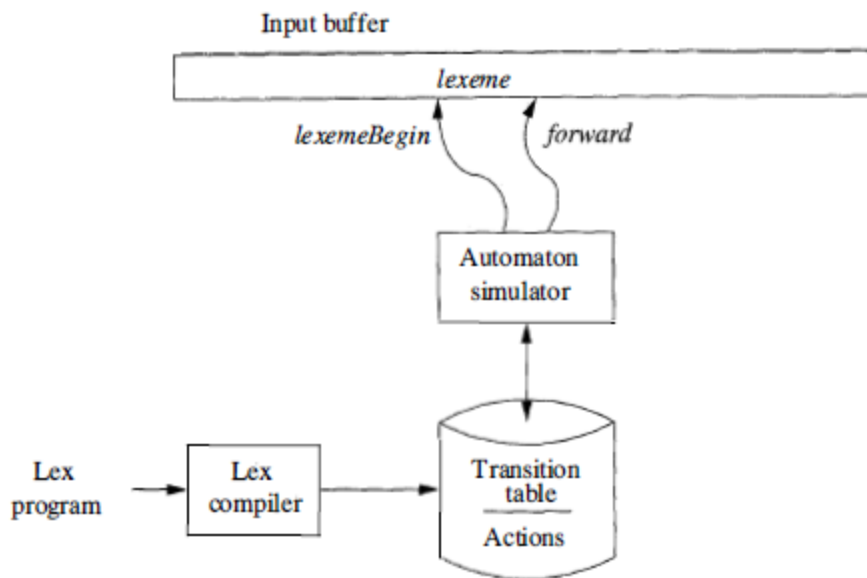 Input buffer
lexeme
lexemeBegin
forward
Automaton
simulator
Lex
program
Lex
compiler
Transition
table
Actions